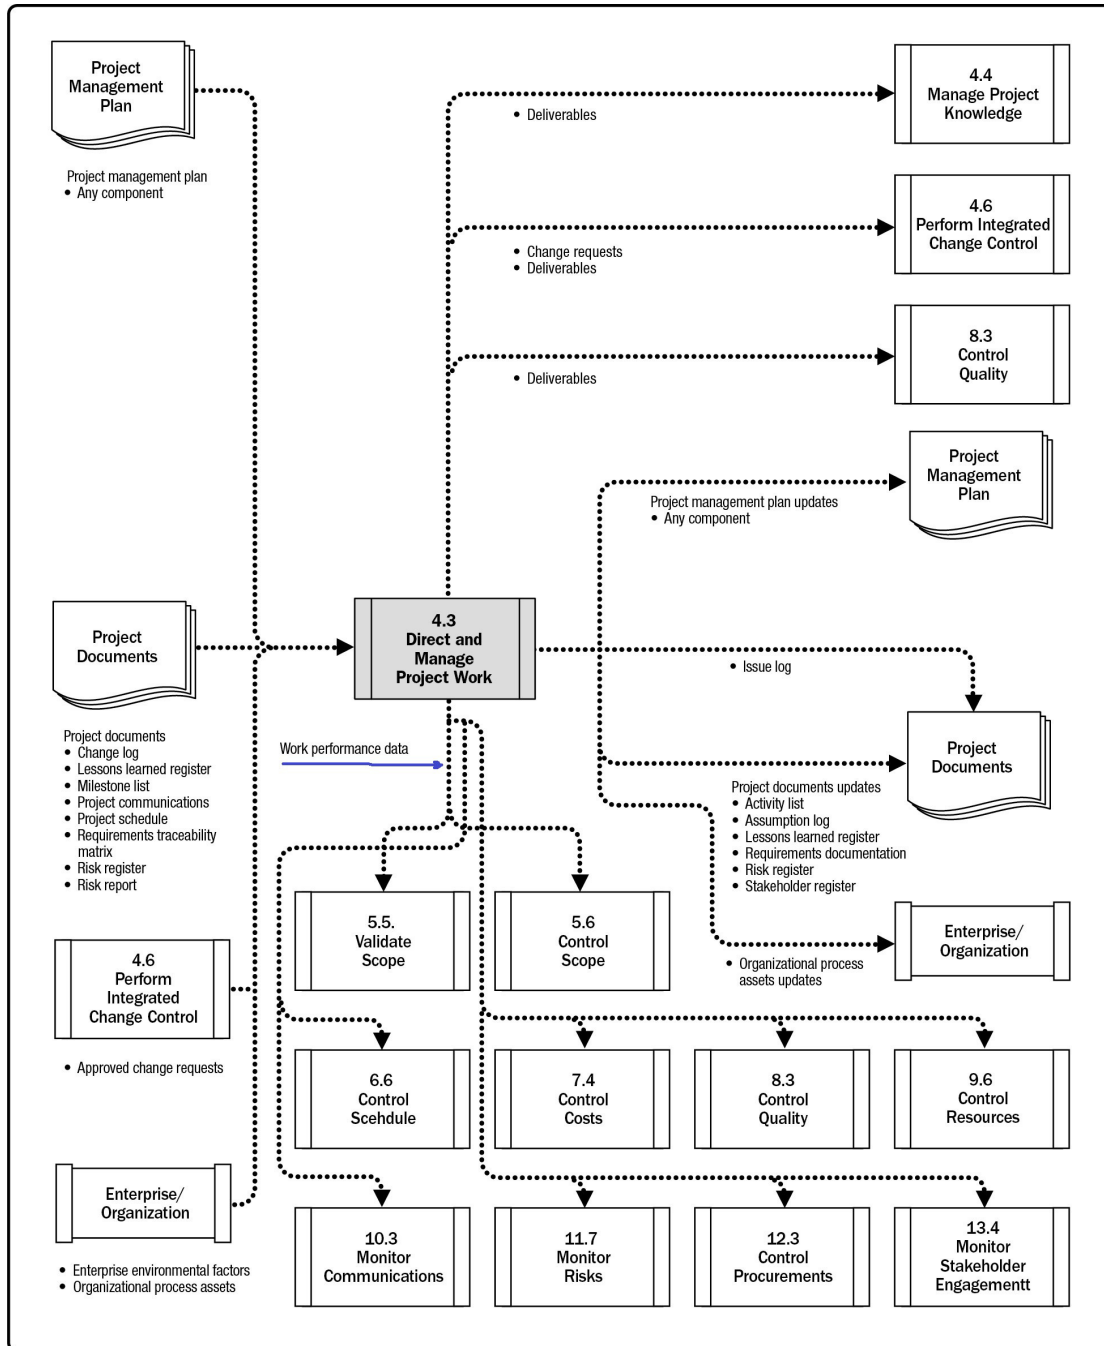 Project
Management
Plan
Project management plan
• Any component
Project
Documents
Project documents
• Change log
• Lessons learned register
• Milestone list
• Project communications
• Project schedule
• Requirements traceability
matrix
• Risk register
• Risk report
4.6
Perform
Integrated
Change Control
• Approved change requests
Enterprise/
Organization
• Enterprise environmental factors
• Organizational process assets
4.3
Direct and
Manage
Project Work
Work performance data
• Deliverables
4.4
Manage Project
Knowledge
• Change requests
• Deliverables
4.6
Perform Integrated
Change Control
• Deliverables
8.3
Control
Quality
Project management plan updates
• Any component
Project
Management
Plan
• Issue log
Project
Documents
Project documents updates
• Activity list
• Assumption log
• Lessons learned register
• Requirements documentation
• Risk register
• Stakeholder register
Enterprise/
Organization
• Organizational process
assets updates
5.5.
Validate
Scope
5.6
Control
Scope
6.6
Control
Scehdule
7.4
Control
Costs
8.3
Control
Quality
9.6
Control
Resources
10.3
Monitor
Communications
11.7
Monitor
Risks
12.3
Control
Procurements
13.4
Monitor
Stakeholder
Engagementt